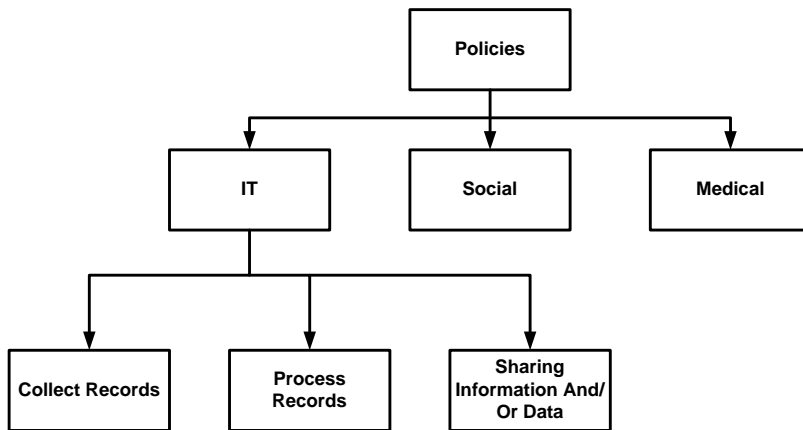 Policies
IT
Social
Medical
Collect Records
Process
Records
Sharing
Information And/
Or Data